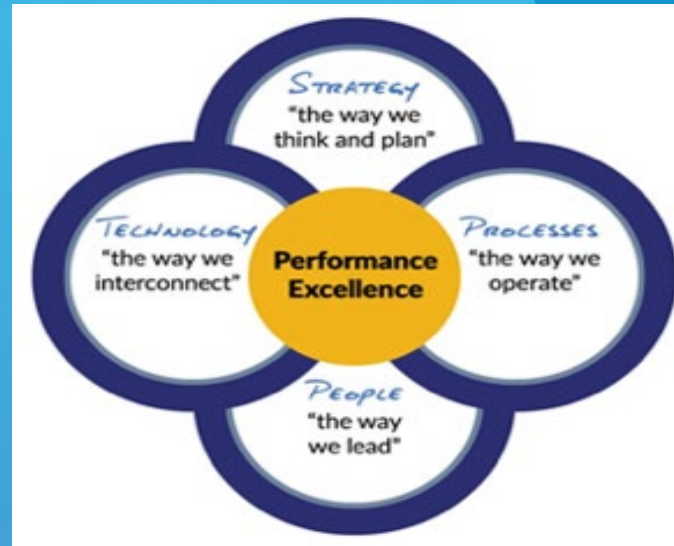 STRATEGY
"the way we
think and plan"
TECHNOLOGY
"the way we
interconnect"
Performance
Excellence
PROCESSES
"the way we
operate"
PEOPLE
"the way
we lead"